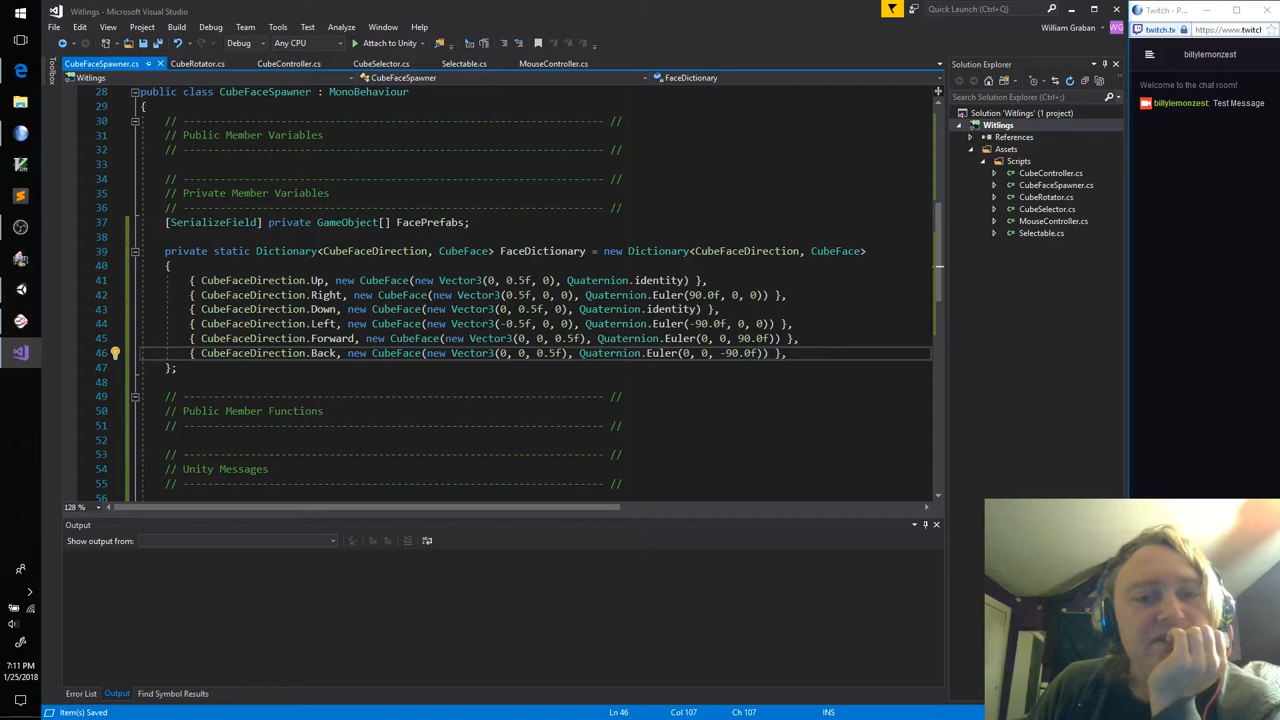 Witlings - Microsoft Visual Studio
Quick Launch (Ctrl+Q)
File Edit View Project Build Debug Team Tools Test Analyze Window Help
William Graban WG
Debug Any CPU Attach to Unity
Toolbox
CubeFaceSpawner.cs CubeRotator.cs CubeController.cs CubeSelector.cs Selectable.cs MouseController.cs
Witlings CubeFaceSpawner FaceDictionary
28 public class CubeFaceSpawner : MonoBehaviour
29 {
30 // ---------------------------------------------------------------------- //
31 // Public Member Variables
32 // ---------------------------------------------------------------------- //
33
34 // ---------------------------------------------------------------------- //
35 // Private Member Variables
36 // ---------------------------------------------------------------------- //
37 [SerializeField] private GameObject[] FacePrefabs;
38
39 private static Dictionary<CubeFaceDirection, CubeFace> FaceDictionary = new Dictionary<CubeFaceDirection, CubeFace>
40 {
41 { CubeFaceDirection.Up, new CubeFace(new Vector3(0, 0.5f, 0), Quaternion.identity) },
42 { CubeFaceDirection.Right, new CubeFace(new Vector3(0.5f, 0, 0), Quaternion.Euler(90.0f, 0, 0)) },
43 { CubeFaceDirection.Down, new CubeFace(new Vector3(0, 0.5f, 0), Quaternion.identity) },
44 { CubeFaceDirection.Left, new CubeFace(new Vector3(-0.5f, 0, 0), Quaternion.Euler(-90.0f, 0, 0)) },
45 { CubeFaceDirection.Forward, new CubeFace(new Vector3(0, 0, 0.5f), Quaternion.Euler(0, 0, 90.0f)) },
46 { CubeFaceDirection.Back, new CubeFace(new Vector3(0, 0, 0.5f), Quaternion.Euler(0, 0, -90.0f)) },
47 };
48
49 // ---------------------------------------------------------------------- //
50 // Public Member Functions
51 // ---------------------------------------------------------------------- //
52
53 // ---------------------------------------------------------------------- //
54 // Unity Messages
55 // ---------------------------------------------------------------------- //
56
128 %
Output
Show output from:
Error List Output Find Symbol Results
Item(s) Saved Ln 46 Col 107 Ch 107 INS
Solution Explorer
Search Solution Explorer (Ctrl+;)
Solution 'Witlings' (1 project)
Witlings
References
Assets
Scripts
CubeController.cs
CubeFaceSpawner.cs
CubeRotator.cs
CubeSelector.cs
MouseController.cs
Selectable.cs
Twitch - P...
twitch.tv https://www.twitcl
billylemonzest
Welcome to the chat room!
billylemonzest: Test Message
7:11 PM
1/25/2018